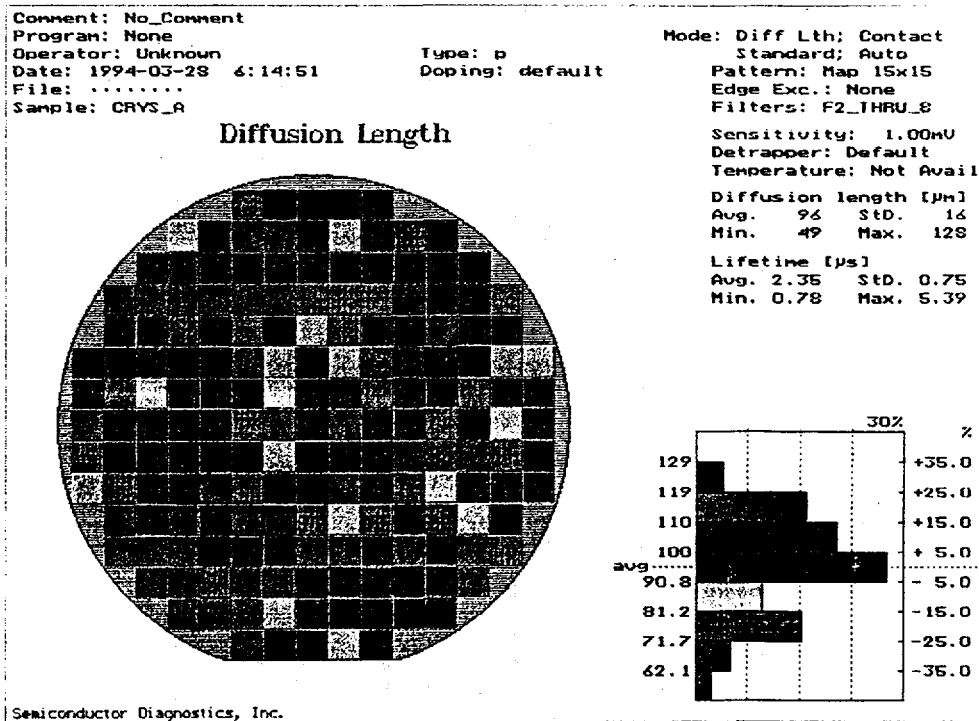 Comment: No_Comment
Program: None
Operator: Unknown
Date: 1994-03-28 6:14:51
File: ........
Sample: CRYS_A
Type: p
Doping: default
Mode: Diff Lth; Contact
Standard; Auto
Pattern: Map 15x15
Edge Exc.: None
Filters: F2_THRU_8
Sensitivity: 1.00mV
Detrapper: Default
Temperature: Not Avail
Diffusion length [µm]
Avg. 96 StD. 16
Min. 49 Max. 128
Lifetime [µs]
Avg. 2.35 StD. 0.75
Min. 0.78 Max. 5.39
Diffusion Length
30% %
129 +35.0
119 +25.0
110 +15.0
100 + 5.0
avg
90.8 - 5.0
81.2 -15.0
71.7 -25.0
62.1 -35.0
Semiconductor Diagnostics, Inc.